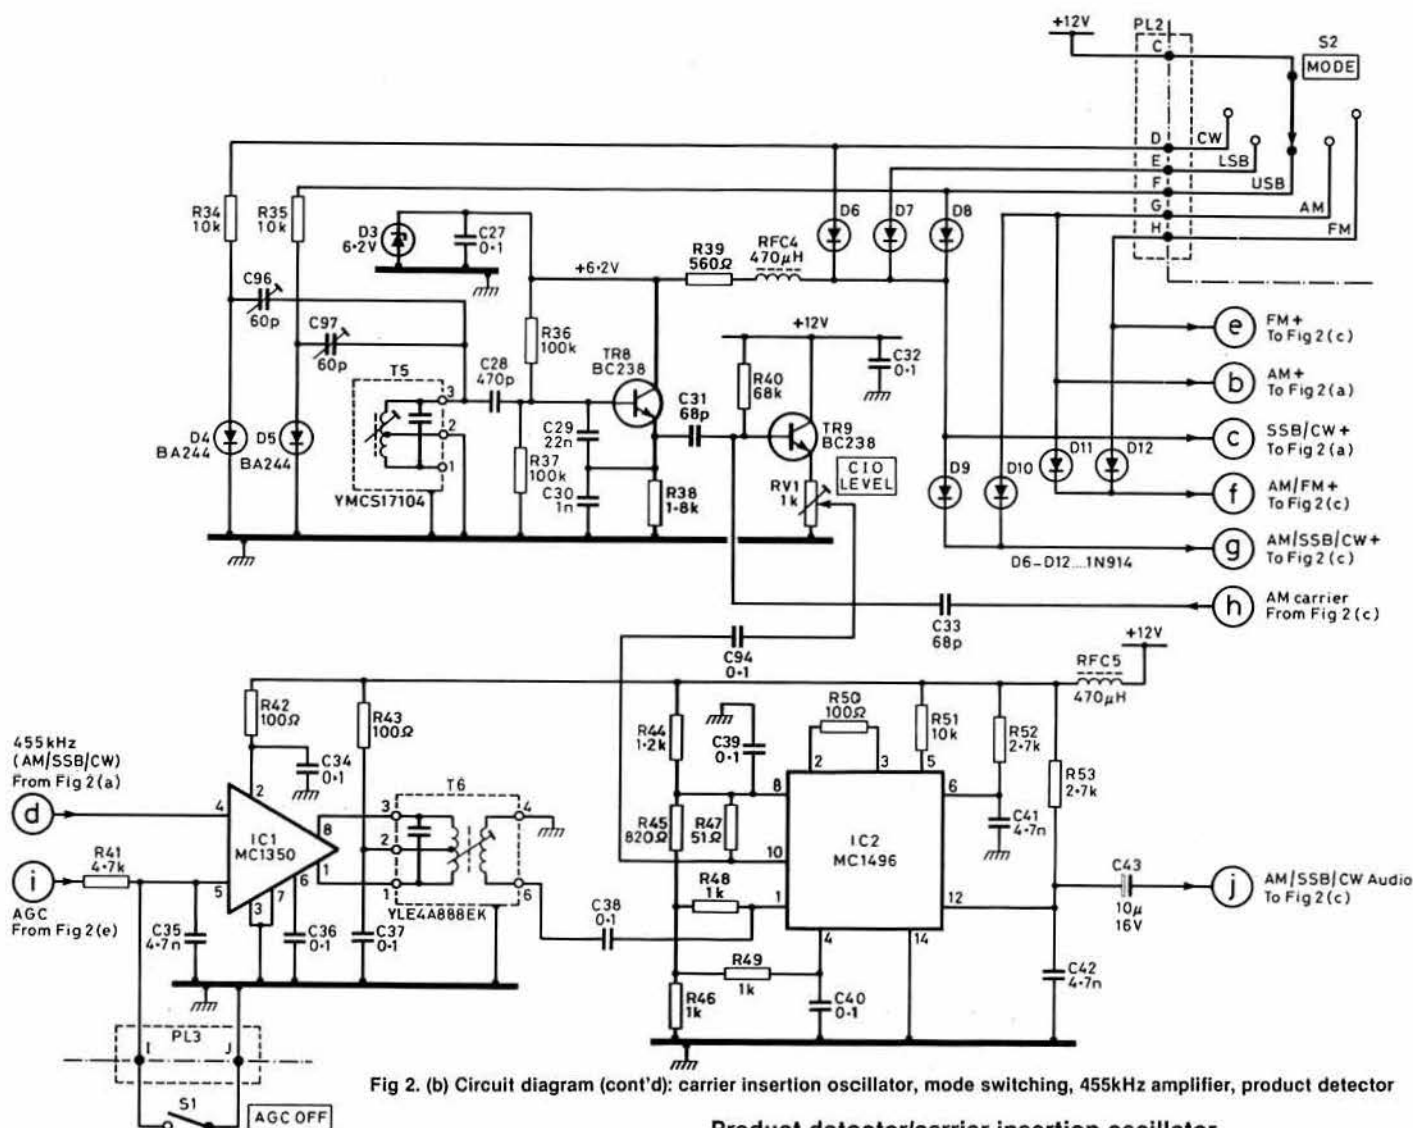 +12V
PL2
C
S2
MODE
D
CW
E
LSB
F
USB
G
AM
H
FM
R34
10k
R35
10k
D3
6·2V
C27
0·1
D6
D7
D8
R39
560Ω
RFC4
470μH
+6·2V
C96
60p
C97
60p
R36
100k
TR8
BC238
+12V
C32
0·1
R40
68k
C28
470p
C31
68p
TR9
BC238
T5
3
2
1
YMCS17104
D4
BA244
D5
BA244
C29
22n
R37
100k
C30
1n
R38
1·8k
RV1
1k
CIO
LEVEL
D9
D10
D11
D12
e
FM+
To Fig 2(c)
b
AM+
To Fig 2(a)
c
SSB/CW+
To Fig 2(a)
f
AM/FM+
To Fig 2(c)
g
AM/SSB/CW+
To Fig 2(c)
D6–D12....1N914
h
AM carrier
From Fig 2(c)
C33
68p
C94
0·1
+12V
RFC5
470μH
R42
100Ω
R43
100Ω
455kHz
(AM/SSB/CW)
From Fig 2(a)
d
C34
0·1
2
4
IC1
MC1350
8
1
5
3
7
6
T6
3
2
1
4
6
YLE4A888EK
R41
4·7k
i
AGC
From Fig 2(e)
C35
4·7n
C36
0·1
C37
0·1
C38
0·1
R44
1·2k
C39
0·1
R50
100Ω
R51
10k
R52
2·7k
R53
2·7k
2
3
5
8
6
R45
820Ω
R47
51Ω
IC2
MC1496
C41
4·7n
10
R48
1k
1
12
4
14
C43
10μ
16V
j
AM/SSB/CW Audio
To Fig 2(c)
R49
1k
R46
1k
C40
0·1
C42
4·7n
PL3
I
J
S1
AGC OFF
Fig 2. (b) Circuit diagram (cont'd): carrier insertion oscillator, mode switching, 455kHz amplifier, product detector
Product detector/carrier insertion oscillator